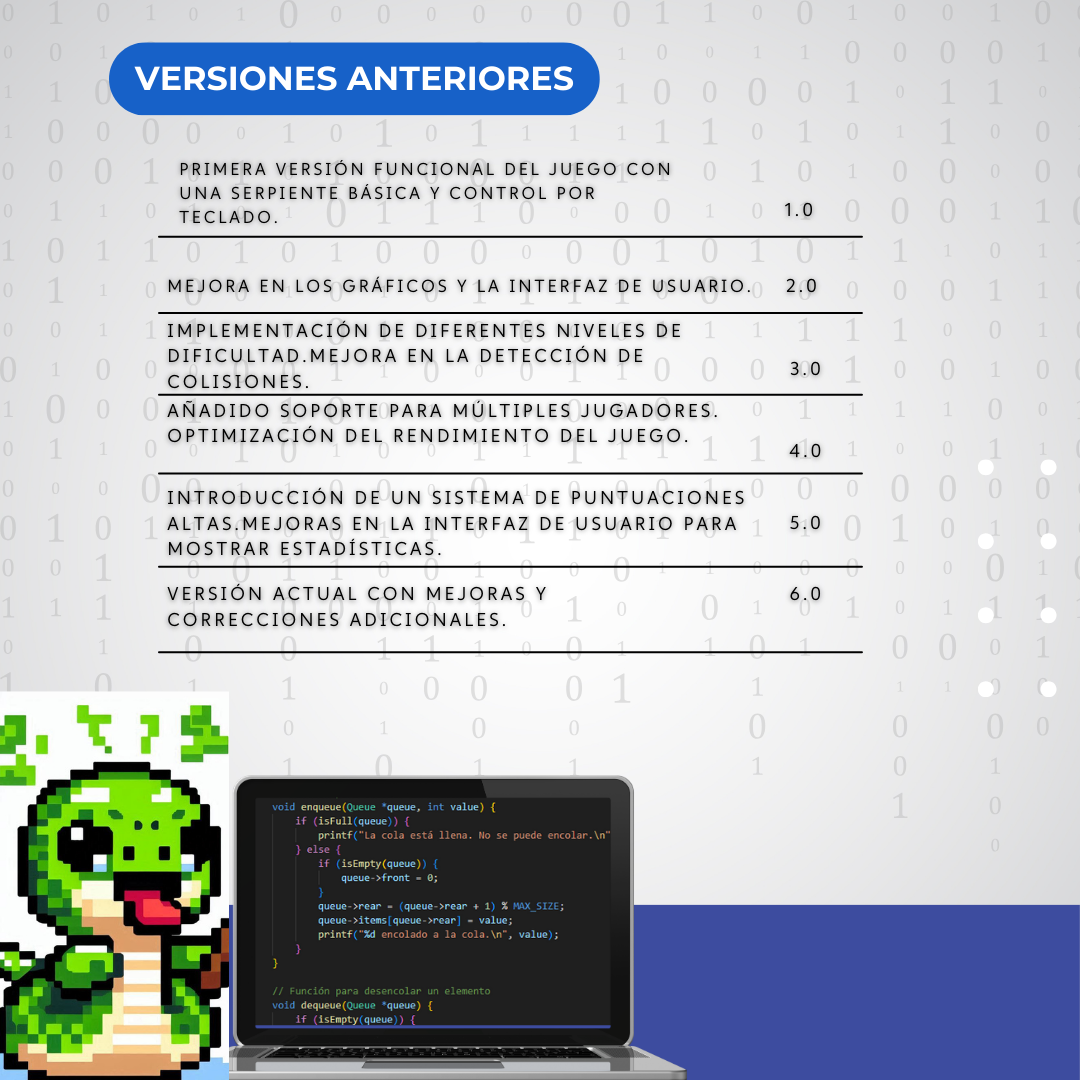 VERSIONES ANTERIORES
PRIMERA VERSIÓN FUNCIONAL DEL JUEGO CON
UNA SERPIENTE BÁSICA Y CONTROL POR
TECLADO.
1.0
MEJORA EN LOS GRÁFICOS Y LA INTERFAZ DE USUARIO.
2.0
IMPLEMENTACIÓN DE DIFERENTES NIVELES DE
DIFICULTAD.MEJORA EN LA DETECCIÓN DE
COLISIONES.
3.0
AÑADIDO SOPORTE PARA MÚLTIPLES JUGADORES.
OPTIMIZACIÓN DEL RENDIMIENTO DEL JUEGO.
4.0
INTRODUCCIÓN DE UN SISTEMA DE PUNTUACIONES
ALTAS.MEJORAS EN LA INTERFAZ DE USUARIO PARA
MOSTRAR ESTADÍSTICAS.
5.0
VERSIÓN ACTUAL CON MEJORAS Y
CORRECCIONES ADICIONALES.
6.0
void enqueue(Queue *queue, int value) {
if (isFull(queue)) {
printf("La cola está llena. No se puede encolar.\n"
} else {
if (isEmpty(queue)) {
queue->front = 0;
}
queue->rear = (queue->rear + 1) % MAX_SIZE;
queue->items[queue->rear] = value;
printf("%d encolado a la cola.\n", value);
}
}
// Función para desencolar un elemento
void dequeue(Queue *queue) {
if (isEmpty(queue)) {